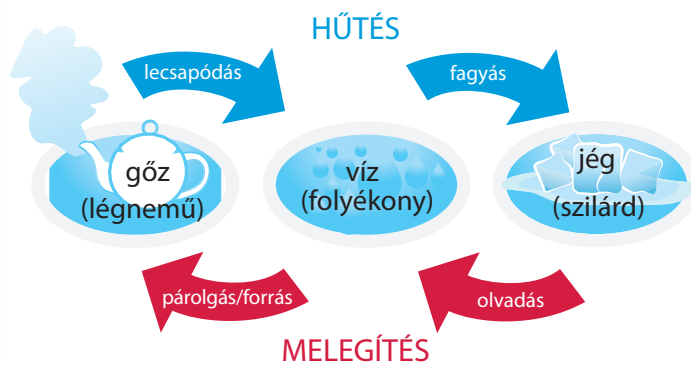 HŰTÉS
lecsapódás
fagyás
gőz
(légnemű)
víz
(folyékony)
jég
(szilárd)
párolgás/forrás
olvadás
MELEGÍTÉS